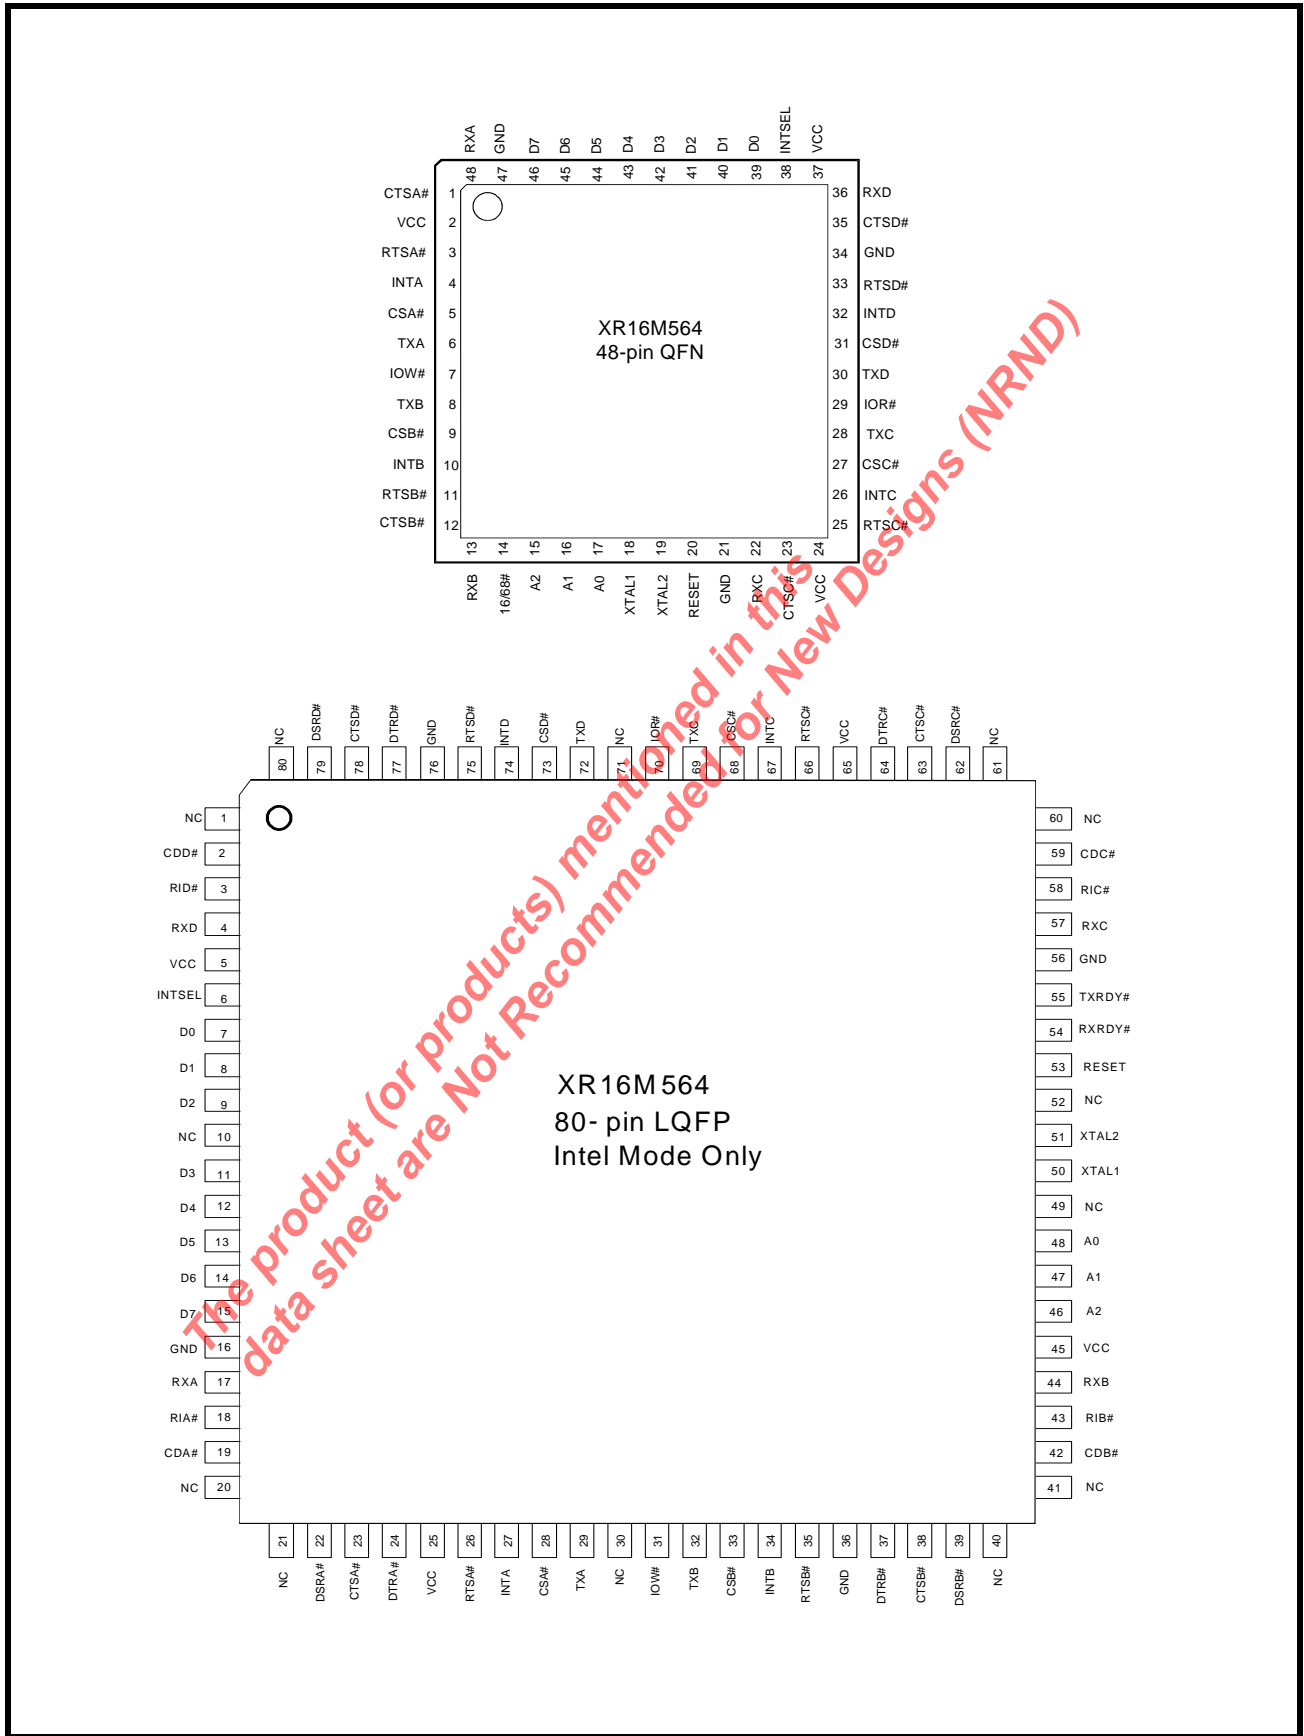 RXA GND D7 D6 D5 D4 D3 D2 D1 D0 INTSEL VCC
48 47 46 45 44 43 42 41 40 39 38 37
CTSA# 1 36 RXD
VCC 2 35 CTSD#
RTSA# 3 34 GND
INTA 4 33 RTSD#
CSA# 5 32 INTD
TXA 6 31 CSD#
IOW# 7 30 TXD
TXB 8 29 IOR#
CSB# 9 28 TXC
INTB 10 27 CSC#
RTSB# 11 26 INTC
CTSB# 12 25 RTSC#
XR16M564
48-pin QFN
13 14 15 16 17 18 19 20 21 22 23 24
RXB 16/68# A2 A1 A0 XTAL1 XTAL2 RESET GND RXC CTSC# VCC
NC DSRD# CTSD# DTRD# GND RTSD# INTD CSD# TXD NC IOR# TXC CSC# INTC RTSC# VCC DTRC# CTSC# DSRC# NC
80 79 78 77 76 75 74 73 72 71 70 69 68 67 66 65 64 63 62 61
NC 1 60 NC
CDD# 2 59 CDC#
RID# 3 58 RIC#
RXD 4 57 RXC
VCC 5 56 GND
INTSEL 6 55 TXRDY#
D0 7 54 RXRDY#
D1 8 53 RESET
D2 9 52 NC
NC 10 51 XTAL2
D3 11 50 XTAL1
D4 12 49 NC
D5 13 48 A0
D6 14 47 A1
D7 15 46 A2
GND 16 45 VCC
RXA 17 44 RXB
RIA# 18 43 RIB#
CDA# 19 42 CDB#
NC 20 41 NC
XR16M564
80- pin LQFP
Intel Mode Only
21 22 23 24 25 26 27 28 29 30 31 32 33 34 35 36 37 38 39 40
NC DSRA# CTSA# DTRA# VCC RTSA# INTA CSA# TXA NC IOW# TXB CSB# INTB RTSB# GND DTRB# CTSB# DSRB# NC
The product (or products) mentioned in this
data sheet are Not Recommended for New Designs (NRND)